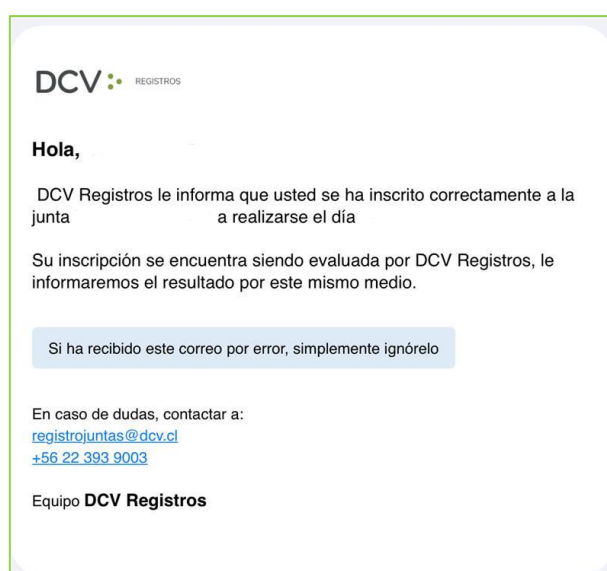 DCV REGISTROS
Hola,
DCV Registros le informa que usted se ha inscrito correctamente a la
junta a realizarse el día
Su inscripción se encuentra siendo evaluada por DCV Registros, le
informaremos el resultado por este mismo medio.
Si ha recibido este correo por error, simplemente ignórelo
En caso de dudas, contactar a:
registrojuntas@dcv.cl
+56 22 393 9003
Equipo DCV Registros